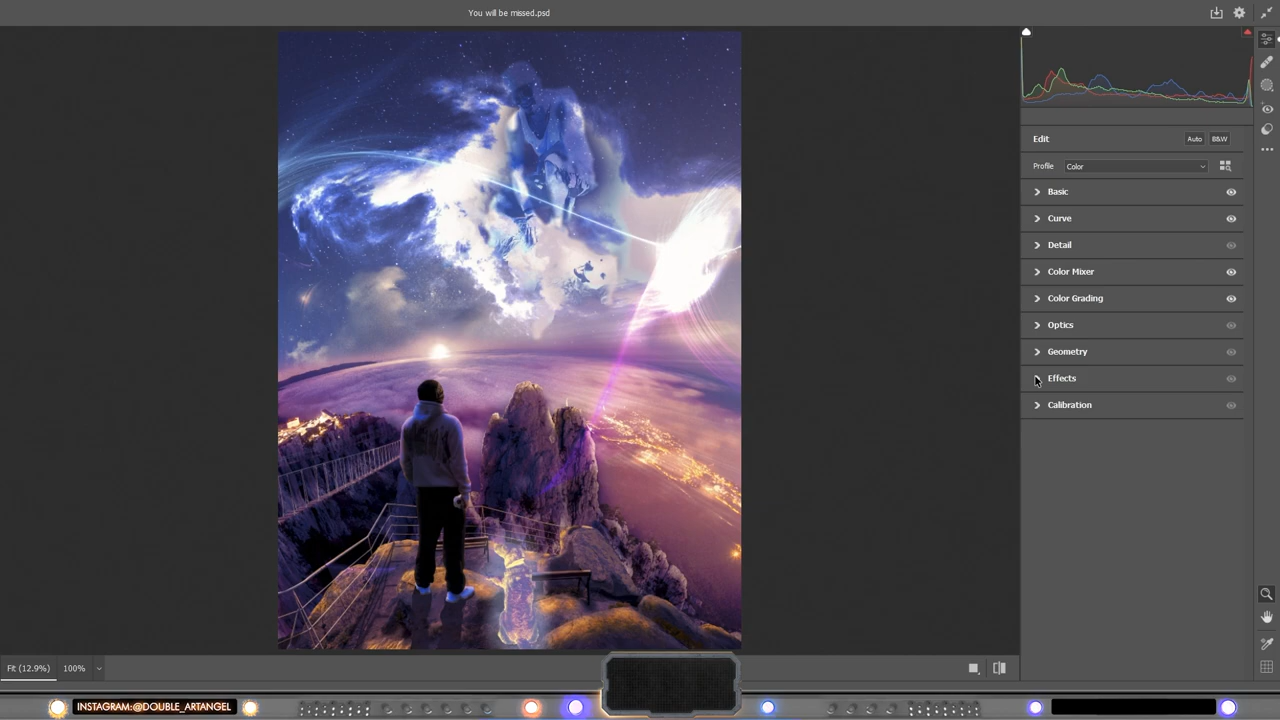 You will be missed.psd
Edit
Auto
B&W
Profile
Color
Basic
Curve
Detail
Color Mixer
Color Grading
Optics
Geometry
Effects
Calibration
Fit (12.9%)
100%
INSTAGRAM:@DOUBLE_ARTANGEL